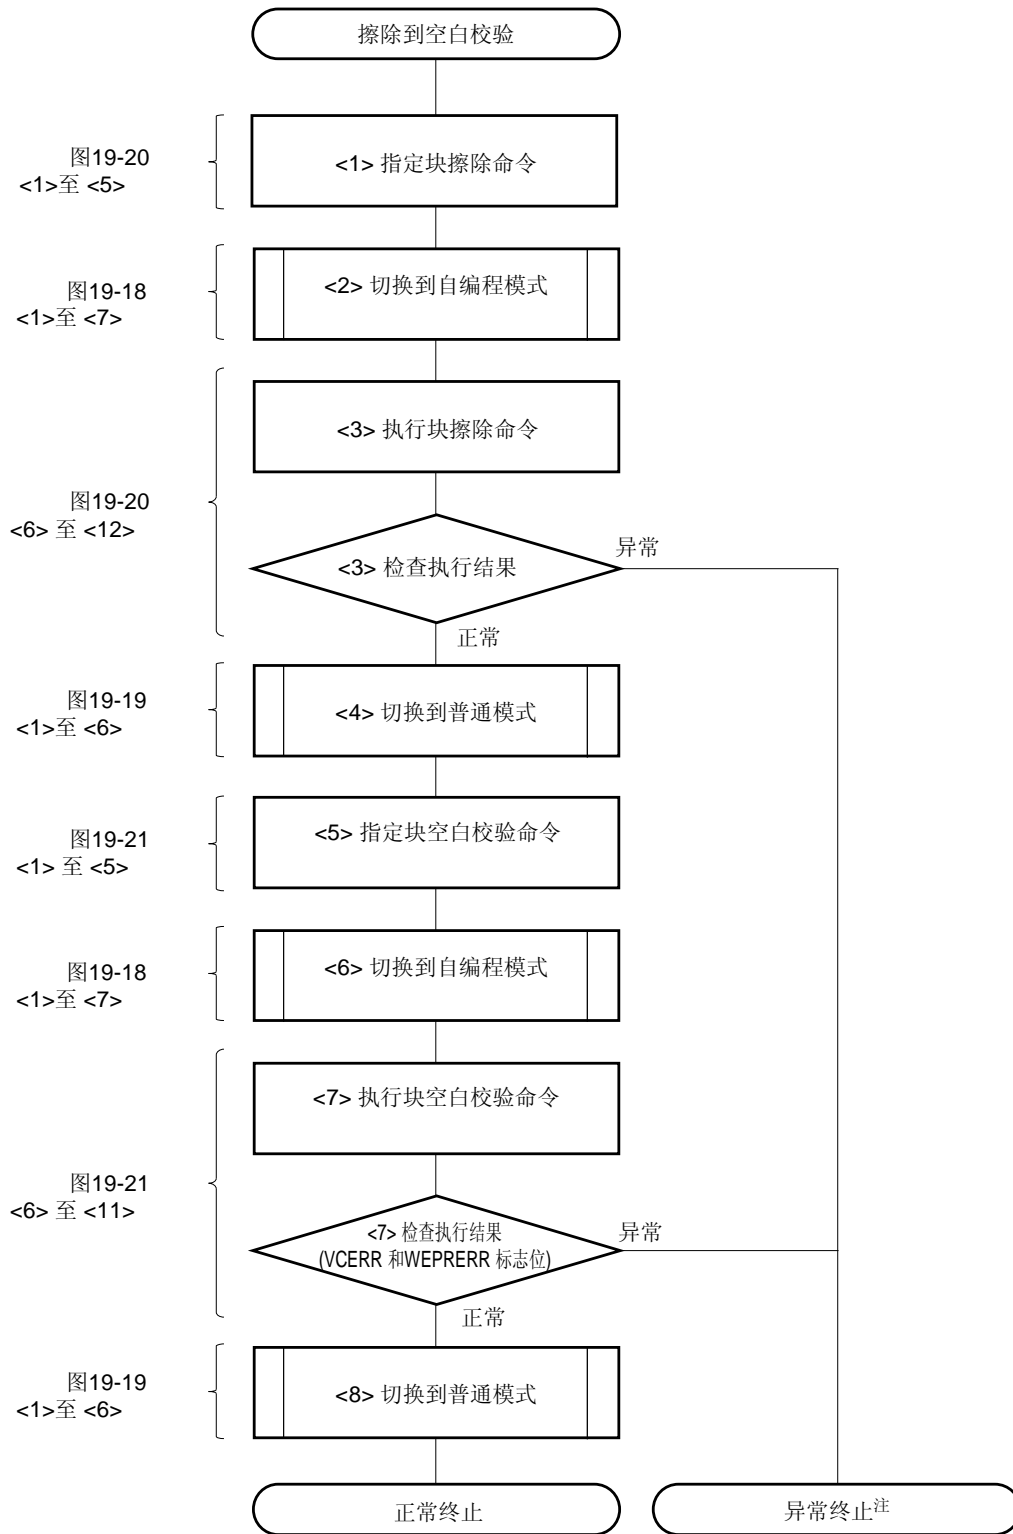 擦除到空白校验
图19-20
<1>至 <5>
<1> 指定块擦除命令
图19-18
<1>至 <7>
<2> 切换到自编程模式
<3> 执行块擦除命令
图19-20
<6> 至 <12>
<3> 检查执行结果
异常
正常
图19-19
<1>至 <6>
<4> 切换到普通模式
图19-21
<1> 至 <5>
<5> 指定块空白校验命令
图19-18
<1>至 <7>
<6> 切换到自编程模式
<7> 执行块空白校验命令
图19-21
<6> 至 <11>
<7> 检查执行结果
(VCERR 和WEPRERR 标志位)
异常
正常
图19-19
<1>至 <6>
<8> 切换到普通模式
正常终止
异常终止注